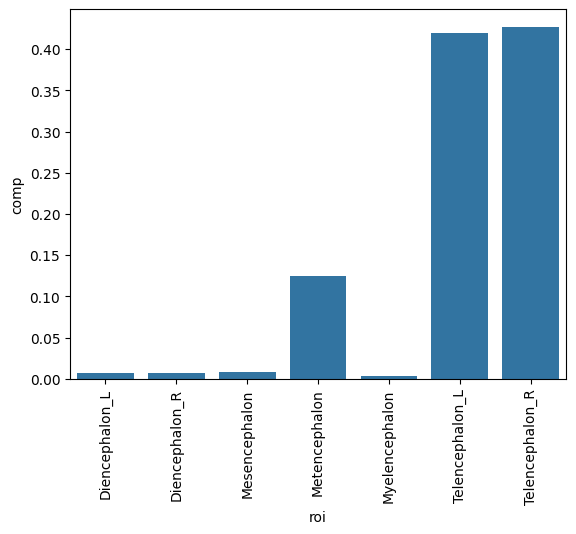 comp
0.40
0.35
0.30
0.25
0.20
0.15
0.10
0.05
0.00
Diencephalon_L
Diencephalon_R
Mesencephalon
Metencephalon
Myelencephalon
Telencephalon_L
Telencephalon_R
roi